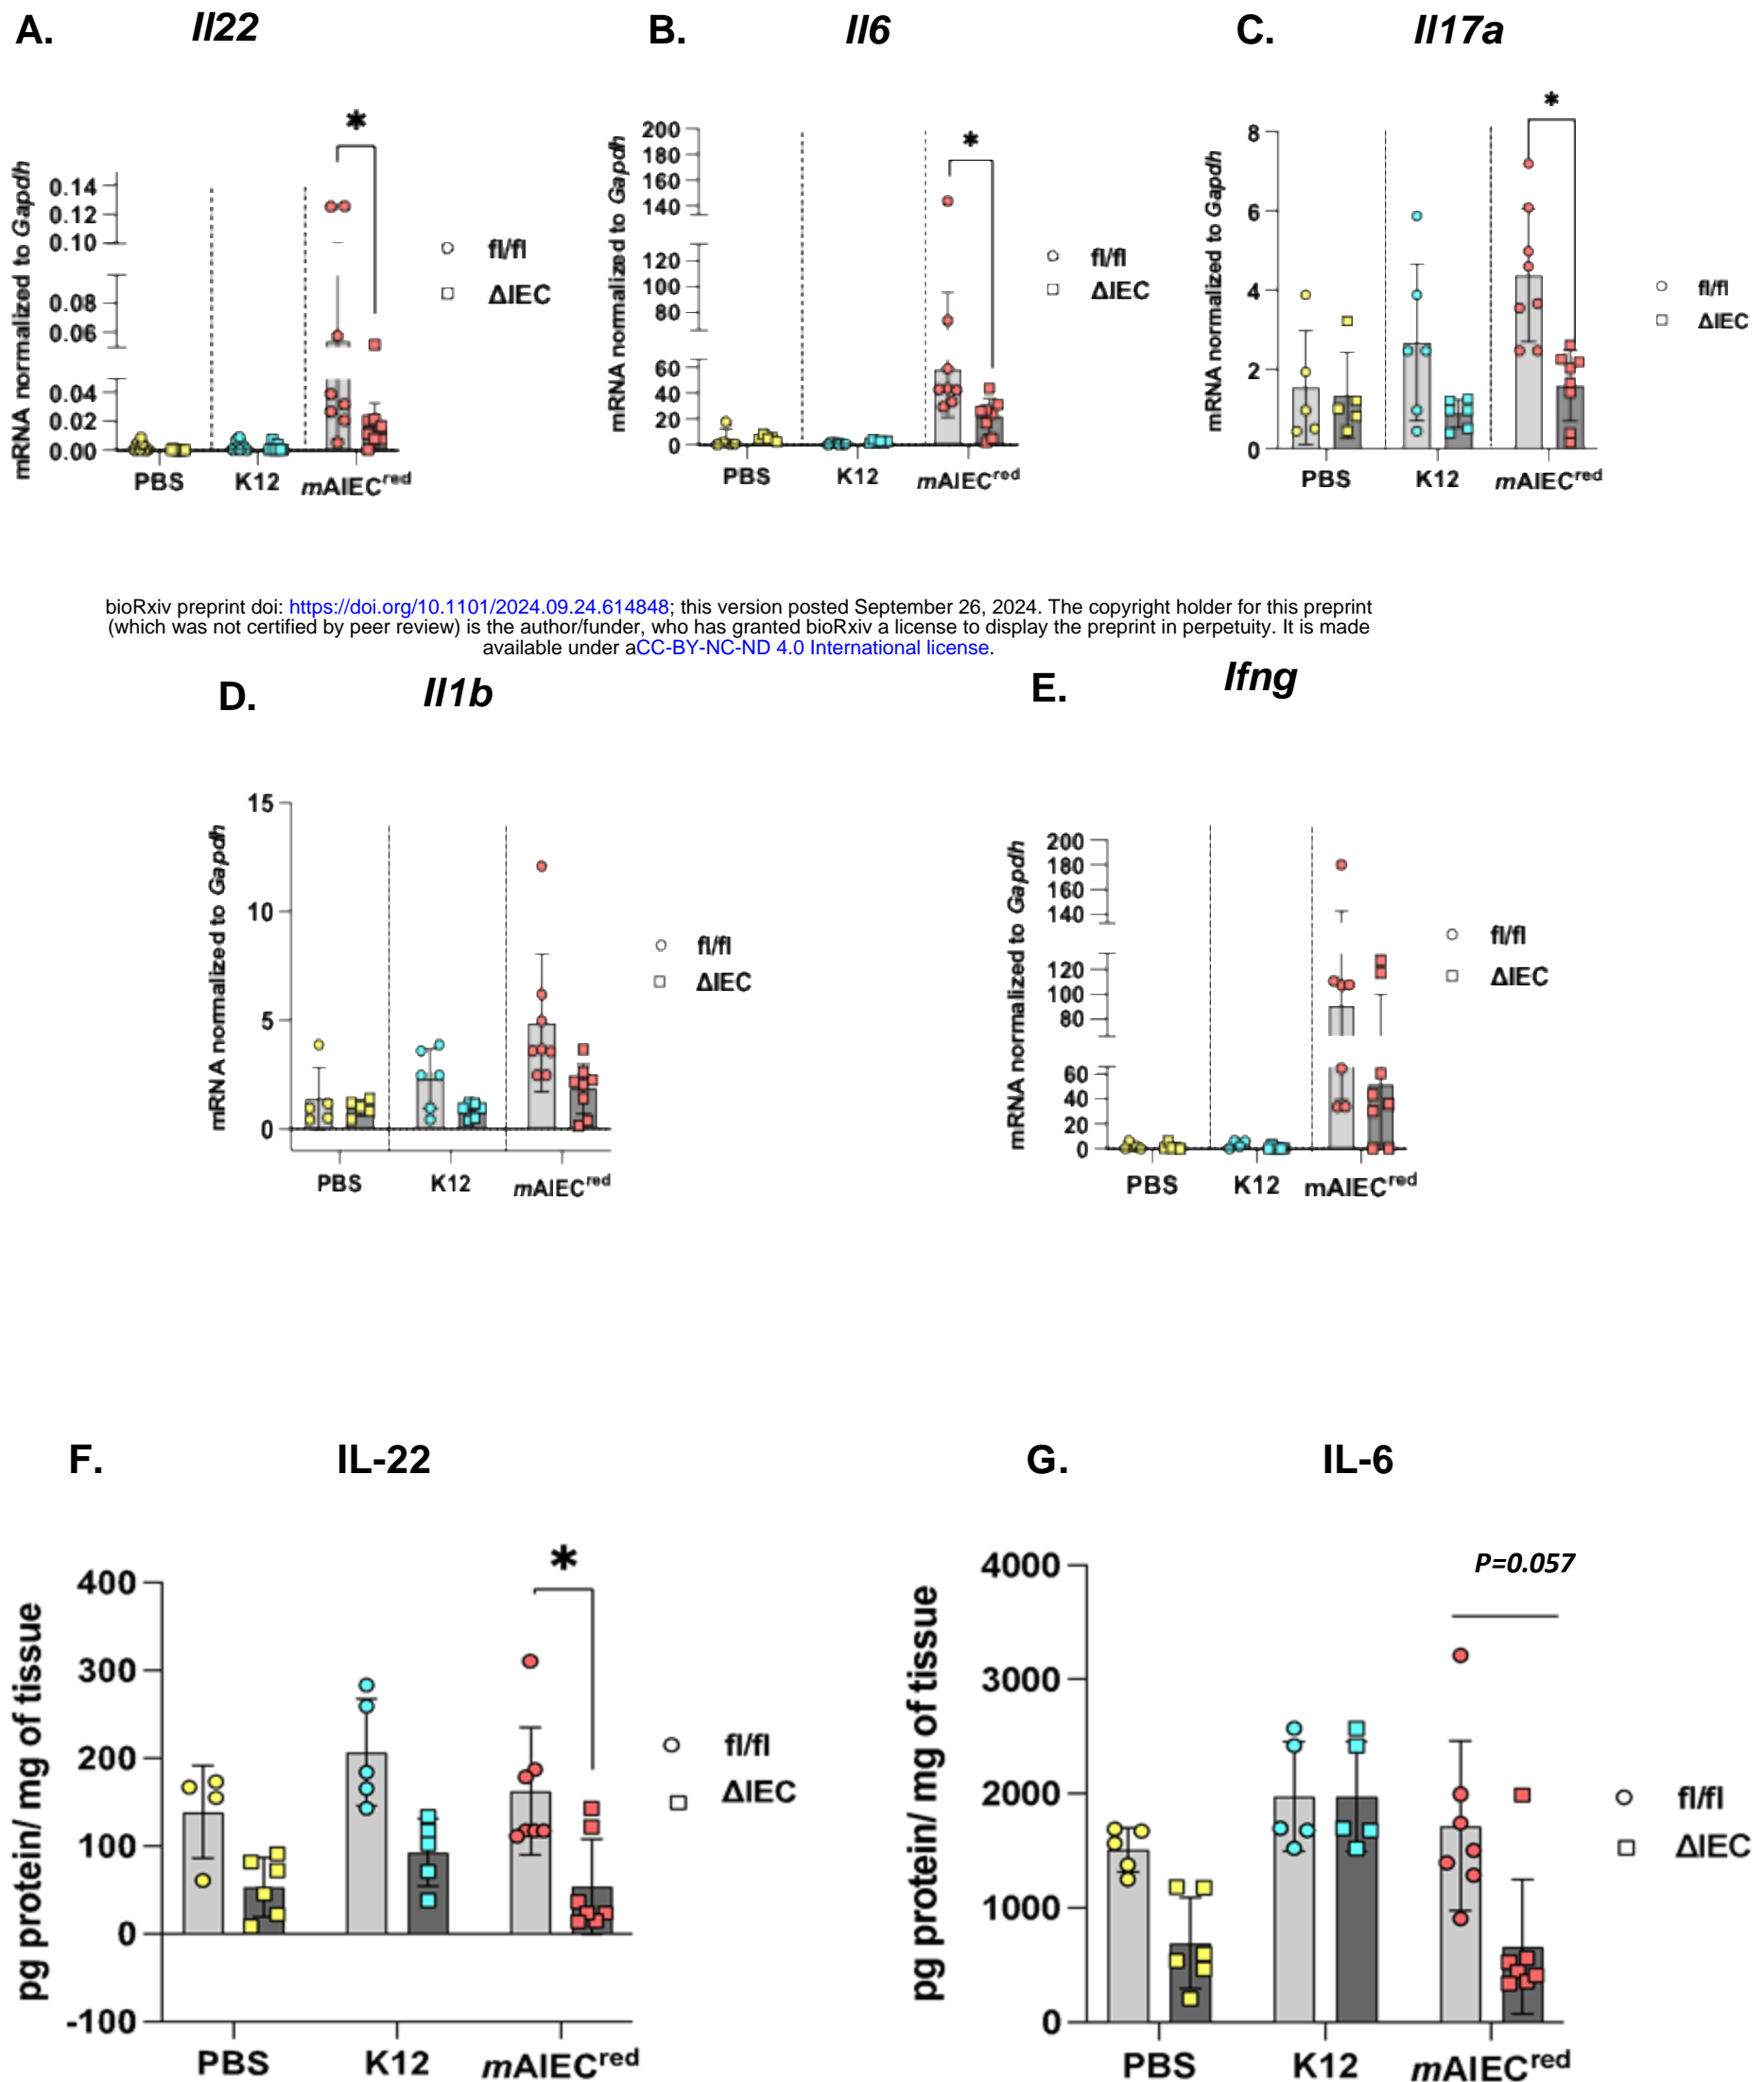 A.
Il22
B.
Il6
C.
Il17a
*
mRNA normalized to Gapdh
0.14
0.12
0.10
0.08
0.06
0.04
0.02
0.00
PBS
K12
mAIECred
fl/fl
ΔIEC
*
mRNA normalized to Gapdh
200
180
160
140
120
100
80
60
40
20
0
PBS
K12
mAIECred
fl/fl
ΔIEC
*
mRNA normalized to Gapdh
8
6
4
2
0
PBS
K12
mAIECred
fl/fl
ΔIEC
bioRxiv preprint doi: https://doi.org/10.1101/2024.09.24.614848; this version posted September 26, 2024. The copyright holder for this preprint
(which was not certified by peer review) is the author/funder, who has granted bioRxiv a license to display the preprint in perpetuity. It is made
available under aCC-BY-NC-ND 4.0 International license.
D.
Il1b
E.
Ifng
mRNA normalized to Gapdh
15
10
5
0
PBS
K12
mAIECred
fl/fl
ΔIEC
mRNA normalized to Gapdh
200
180
160
140
120
100
80
60
40
20
0
PBS
K12
mAIECred
fl/fl
ΔIEC
F.
IL-22
G.
IL-6
*
pg protein/ mg of tissue
400
300
200
100
0
-100
PBS
K12
mAIECred
fl/fl
ΔIEC
P=0.057
pg protein/ mg of tissue
4000
3000
2000
1000
0
PBS
K12
mAIECred
fl/fl
ΔIEC